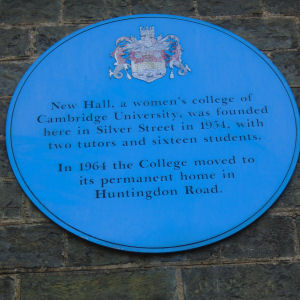 New Hall, a women's college of
Cambridge University, was founded
here in Silver Street in 1954, with
two tutors and sixteen students.
In 1964 the College moved to
its permanent home in
Huntingdon Road.